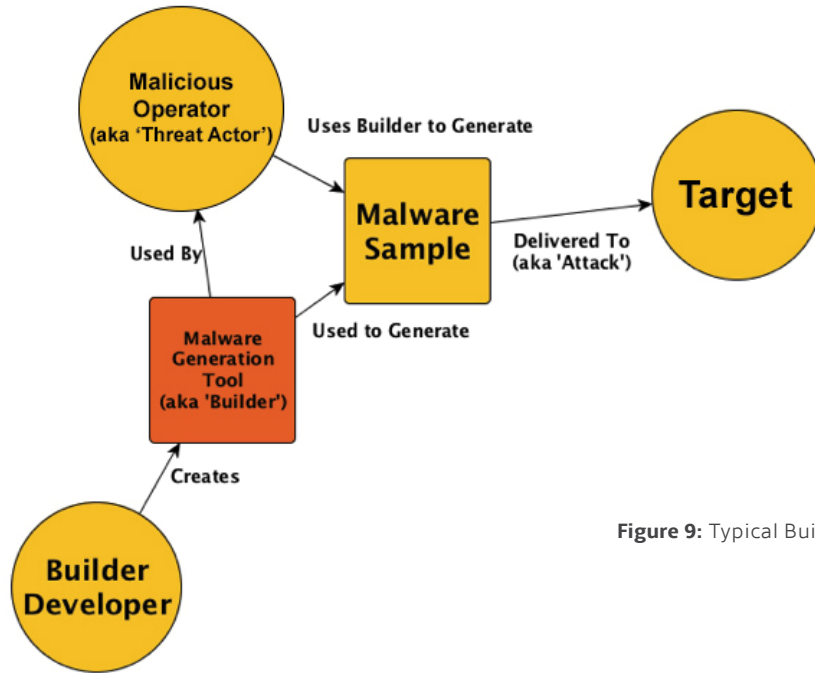 Malicious
Operator
(aka ‘Threat Actor’)
Uses Builder to Generate
Malware
Sample
Target
Delivered To
(aka 'Attack')
Used By
Malware
Generation
Tool
(aka 'Builder')
Used to Generate
Creates
Builder
Developer
Figure 9: Typical